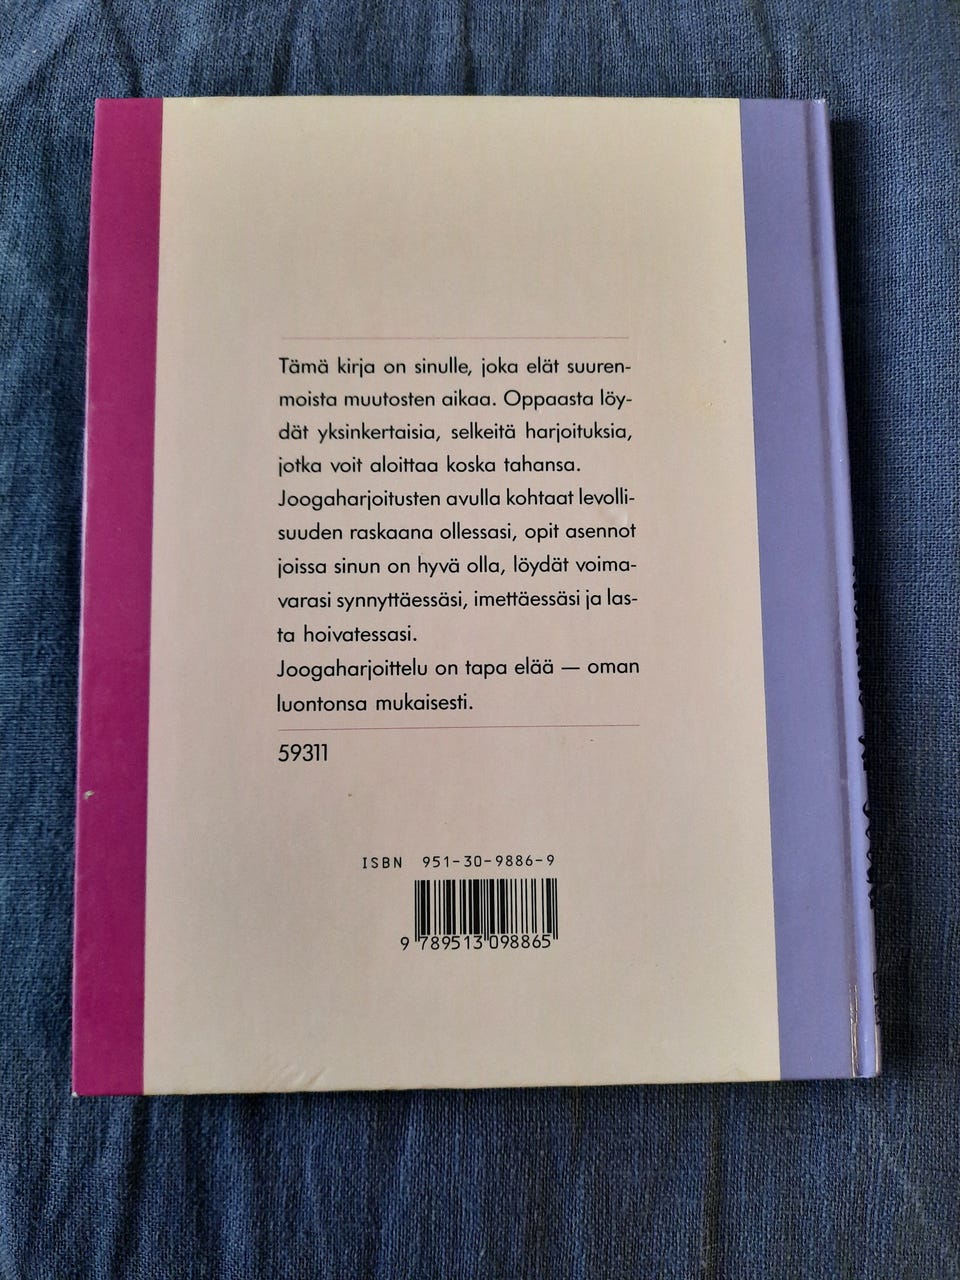 Tämä kirja on sinulle, joka elät suuren-
moista muutosten aikaa. Oppaasta löy-
dät yksinkertaisia, selkeitä harjoituksia,
jotka voit aloittaa koska tahansa.
Joogaharjoitusten avulla kohtaat levolli-
suuden raskaana ollessasi, opit asennot
joissa sinun on hyvä olla, löydät voima-
varasi synnyttäessäsi, imettäessäsi ja las-
ta hoivatessasi.
Joogaharjoittelu on tapa elää — oman
luontonsa mukaisesti.
59311
ISBN 951-30-9886-9
9 789513 098865